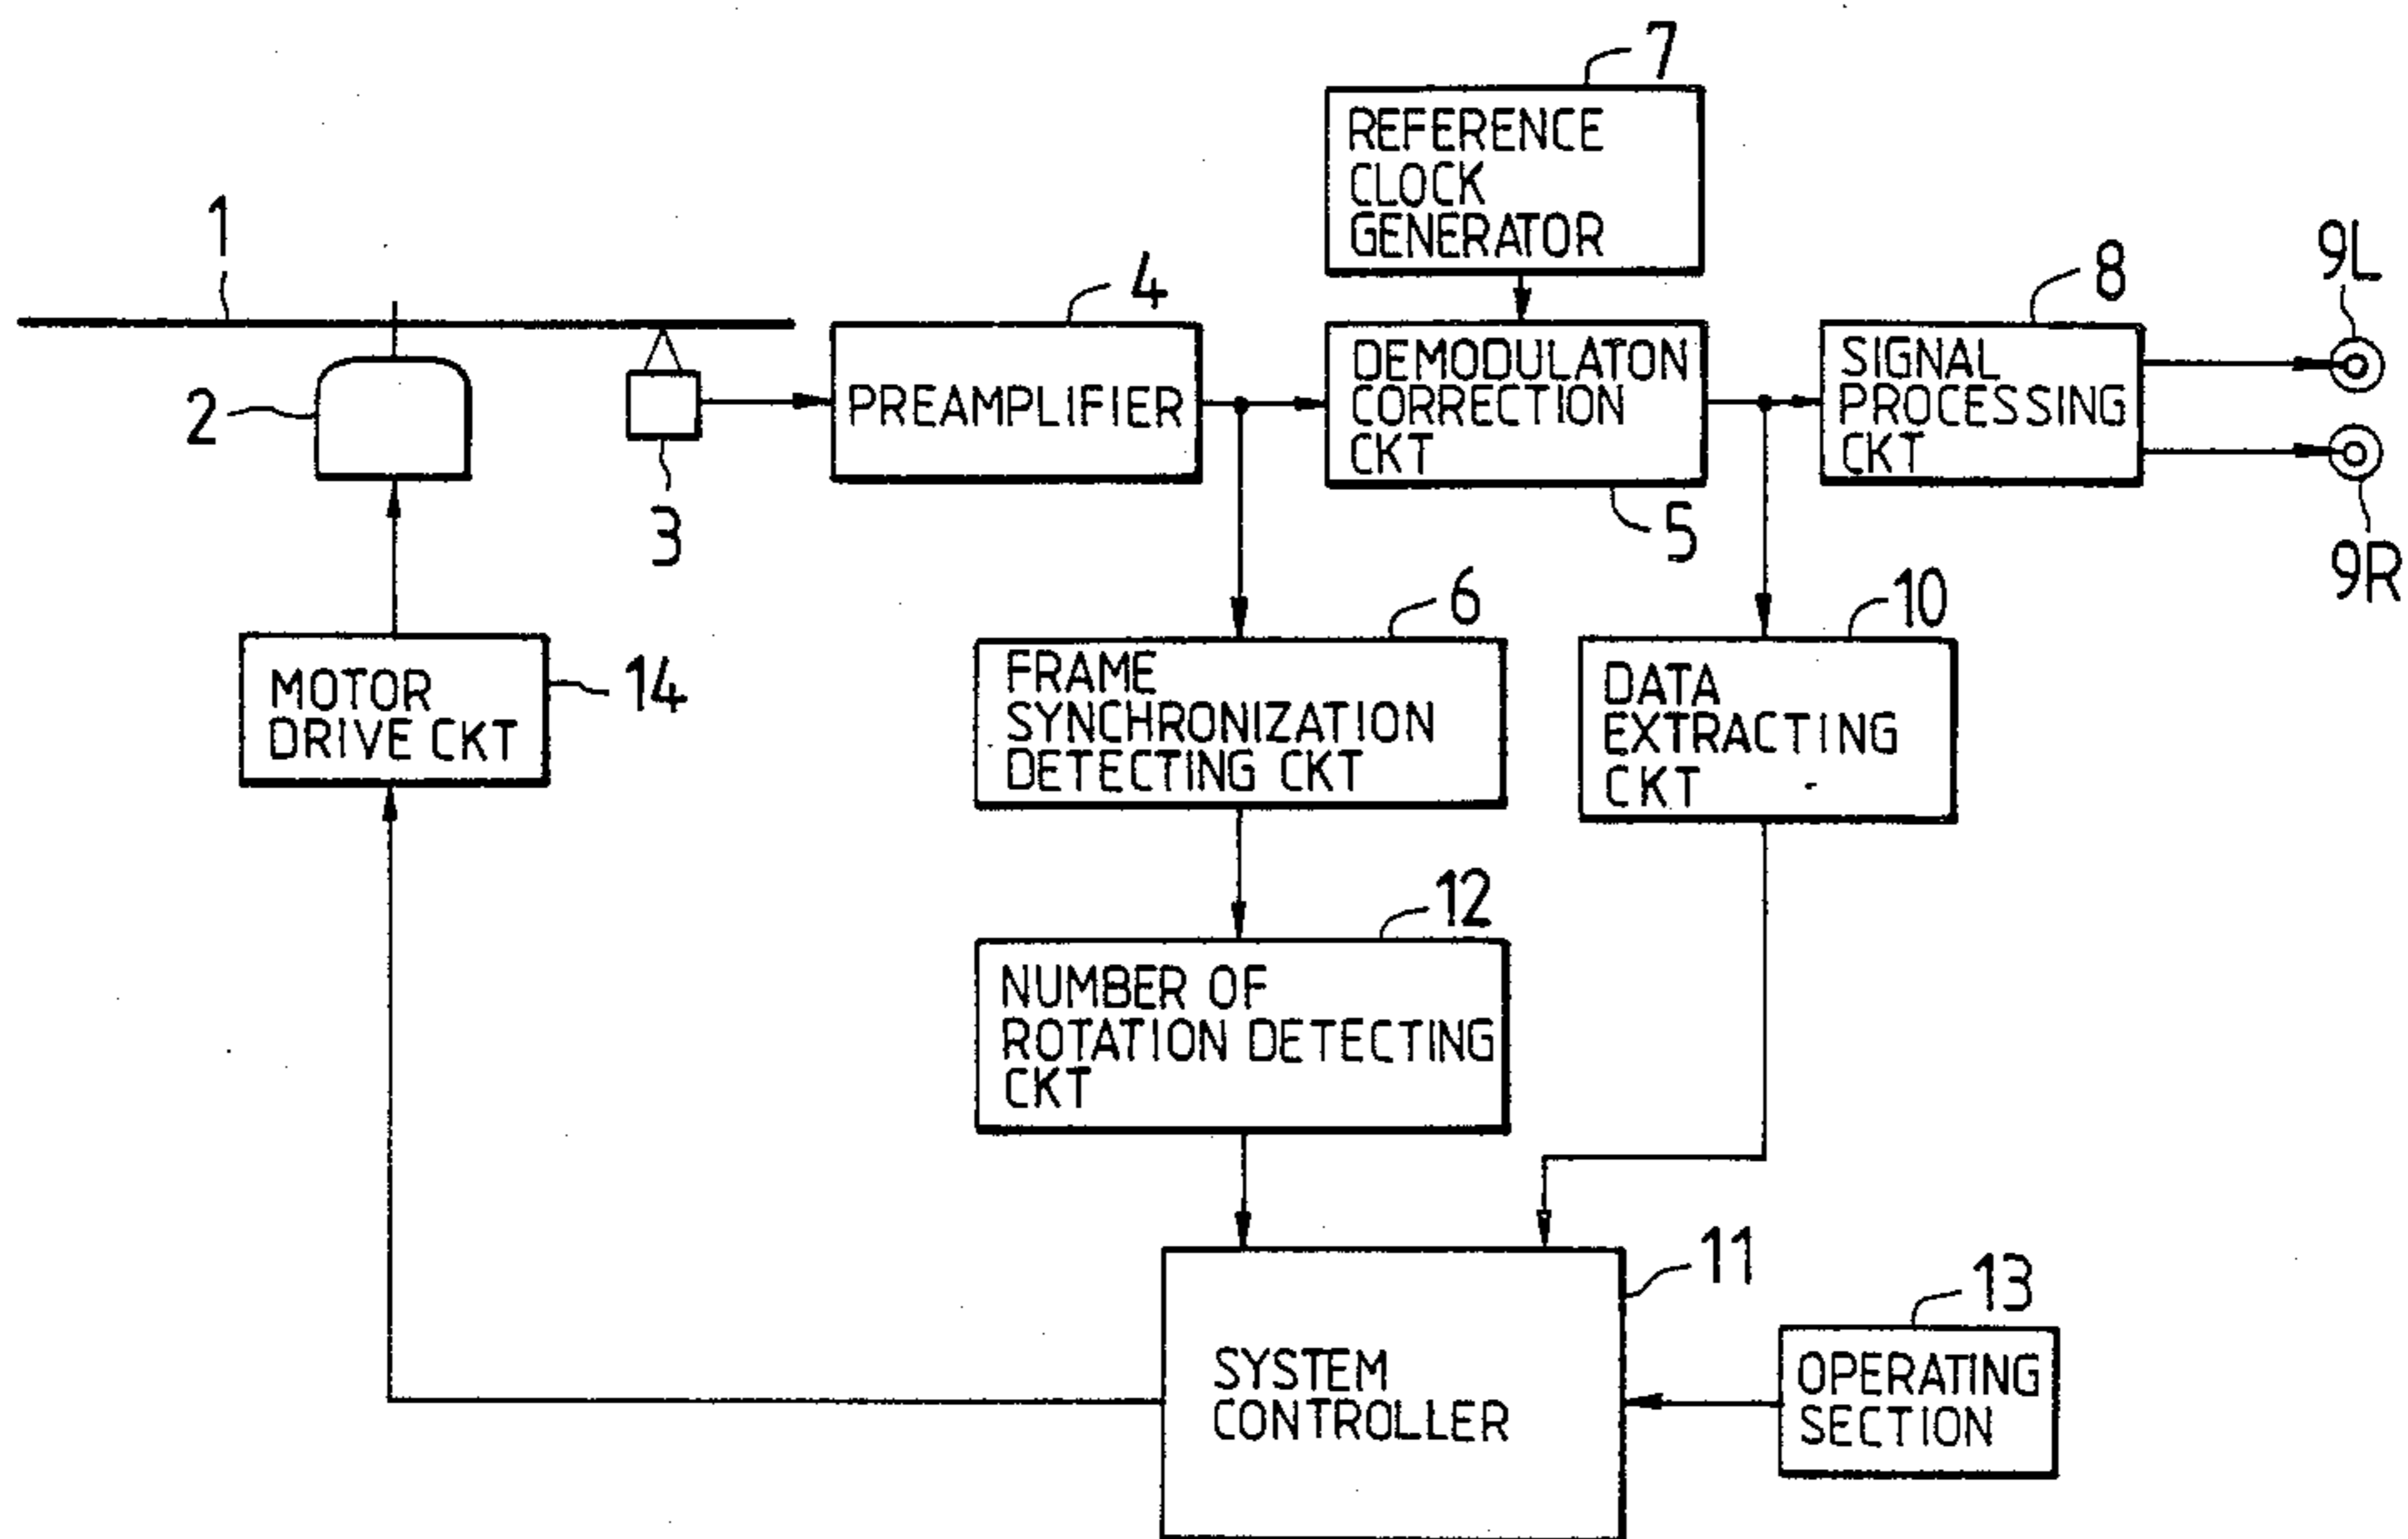 7
REFERENCE
CLOCK
GENERATOR
1
4
8
9L
2
3
PREAMPLIFIER
DEMODULATON
CORRECTION
CKT
5
SIGNAL
PROCESSING
CKT
9R
6
10
MOTOR
DRIVE CKT
14
FRAME
SYNCHRONIZATION
DETECTING CKT
DATA
EXTRACTING
CKT
12
NUMBER OF
ROTATION DETECTING
CKT
11
13
SYSTEM
CONTROLLER
OPERATING
SECTION